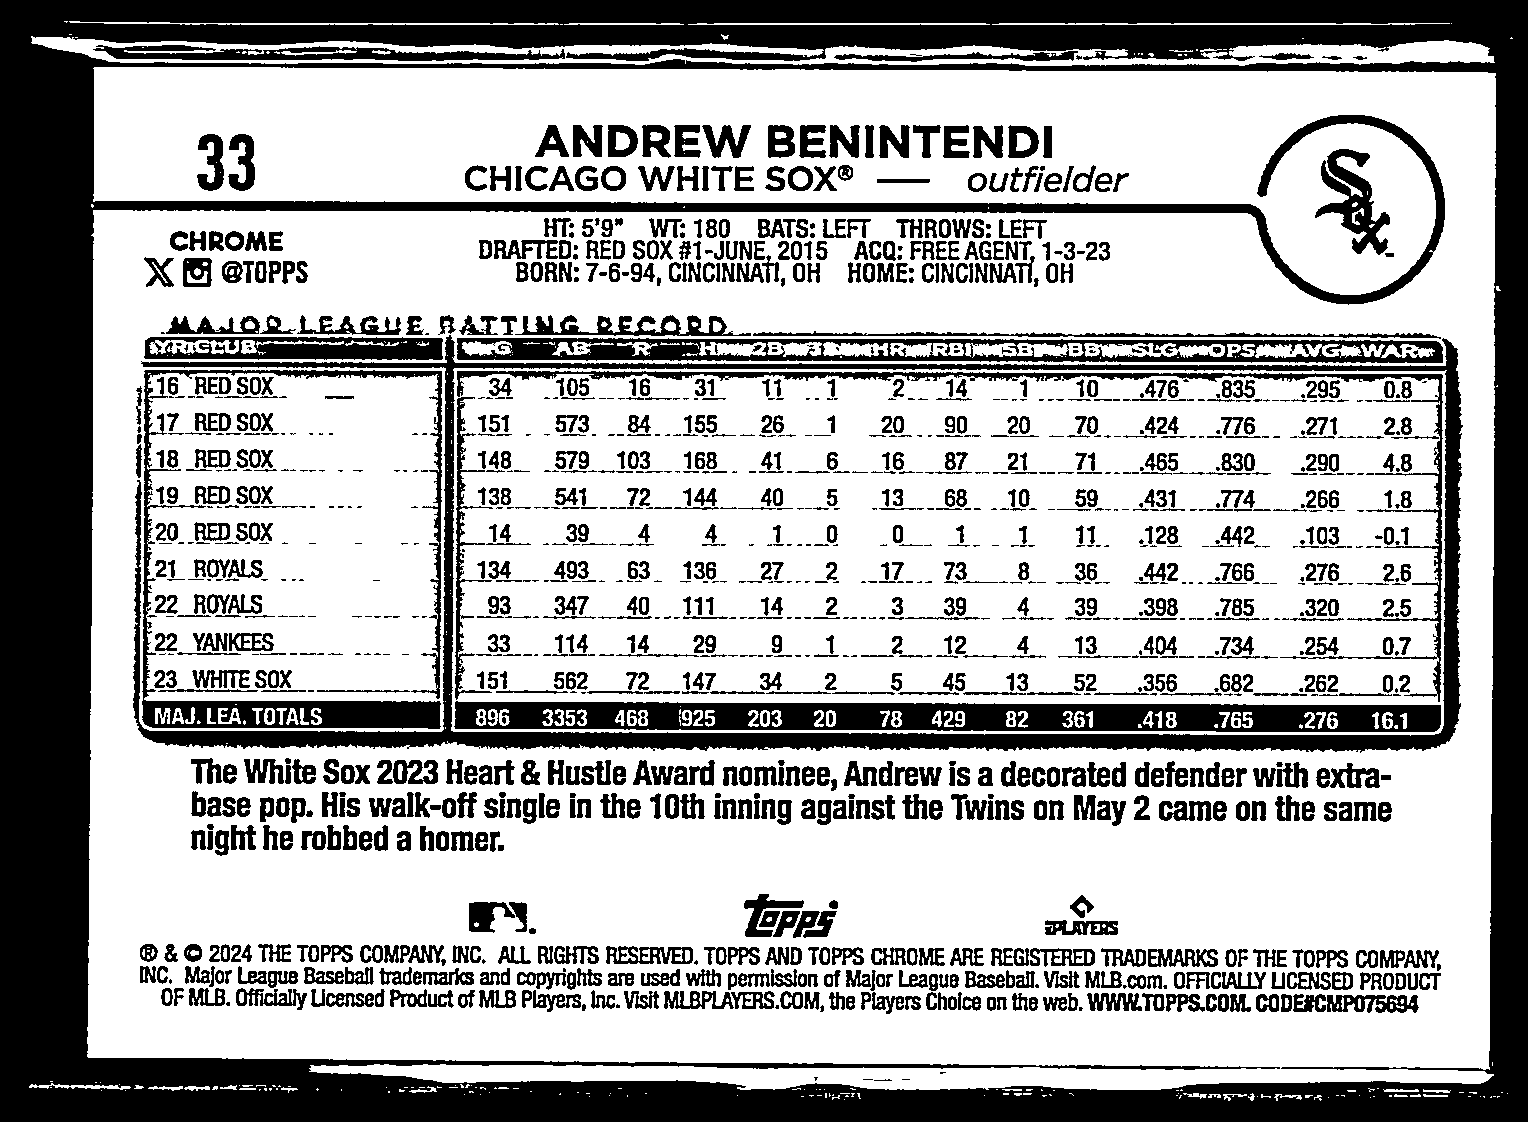 33
ANDREW BENINTENDI
CHICAGO WHITE SOX® — outfielder
CHROME
X @TOPPS
HT: 5'9" WT: 180 BATS: LEFT THROWS: LEFT
DRAFTED: RED SOX #1-JUNE, 2015 ACQ: FREE AGENT, 1-3-23
BORN: 7-6-94, CINCINNATI, OH HOME: CINCINNATI, OH
Sox
MAJOR LEAGUE BATTING RECORD
YR CLUB G AB R H 2B 3B HR RBI SB BB SLG OPS AVG WAR
16 RED SOX 34 105 16 31 11 1 2 14 1 10 .476 .835 .295 0.8
17 RED SOX 151 573 84 155 26 1 20 90 20 70 .424 .776 .271 2.8
18 RED SOX 148 579 103 168 41 6 16 87 21 71 .465 .830 .290 4.8
19 RED SOX 138 541 72 144 40 5 13 68 10 59 .431 .774 .266 1.8
20 RED SOX 14 39 4 4 1 0 0 1 1 11 .128 .442 .103 -0.1
21 ROYALS 134 493 63 136 27 2 17 73 8 36 .442 .766 .276 2.6
22 ROYALS 93 347 40 111 14 2 3 39 4 39 .398 .785 .320 2.5
22 YANKEES 33 114 14 29 9 1 2 12 4 13 .404 .734 .254 0.7
23 WHITE SOX 151 562 72 147 34 2 5 45 13 52 .356 .682 .262 0.2
MAJ. LEA. TOTALS 896 3353 468 925 203 20 78 429 82 361 .418 .765 .276 16.1
The White Sox 2023 Heart & Hustle Award nominee, Andrew is a decorated defender with extra-
base pop. His walk-off single in the 10th inning against the Twins on May 2 came on the same
night he robbed a homer.
topps
PLAYERS
® & © 2024 THE TOPPS COMPANY, INC. ALL RIGHTS RESERVED. TOPPS AND TOPPS CHROME ARE REGISTERED TRADEMARKS OF THE TOPPS COMPANY,
INC. Major League Baseball trademarks and copyrights are used with permission of Major League Baseball. Visit MLB.com. OFFICIALLY LICENSED PRODUCT
OF MLB. Officially Licensed Product of MLB Players, Inc. Visit MLBPLAYERS.COM, the Players Choice on the web. WWW.TOPPS.COM. CODE#CMP075694